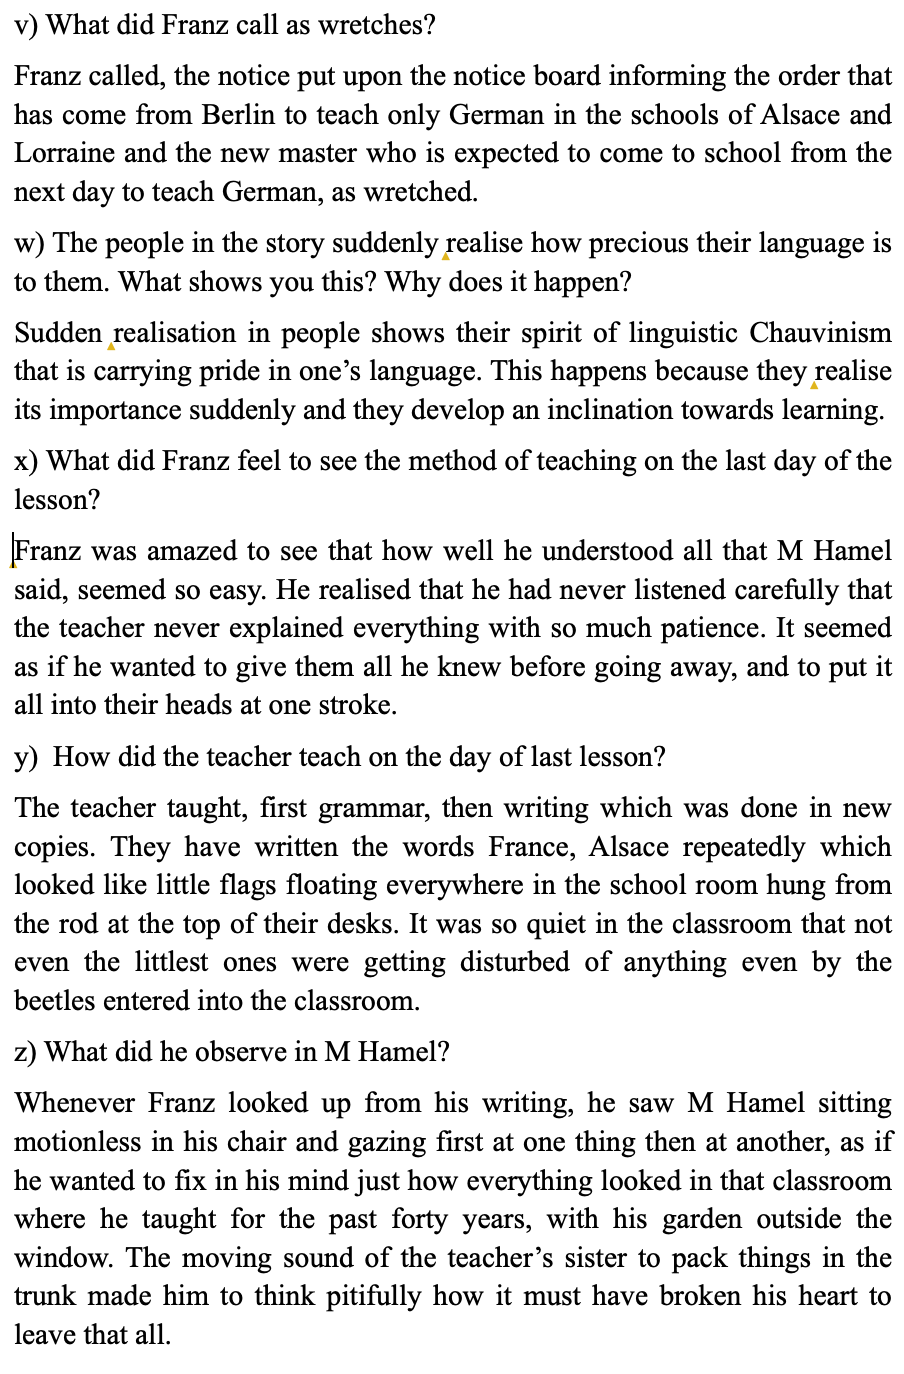 v) What did Franz call as wretches?
Franz called, the notice put upon the notice board informing the order that
has come from Berlin to teach only German in the schools of Alsace and
Lorraine and the new master who is expected to come to school from the
next day to teach German, as wretched.
w) The people in the story suddenly realise how precious their language is
to them. What shows you this? Why does it happen?
Sudden realisation in people shows their spirit of linguistic Chauvinism
that is carrying pride in one’s language. This happens because they realise
its importance suddenly and they develop an inclination towards learning.
x) What did Franz feel to see the method of teaching on the last day of the
lesson?
Franz was amazed to see that how well he understood all that M Hamel
said, seemed so easy. He realised that he had never listened carefully that
the teacher never explained everything with so much patience. It seemed
as if he wanted to give them all he knew before going away, and to put it
all into their heads at one stroke.
y) How did the teacher teach on the day of last lesson?
The teacher taught, first grammar, then writing which was done in new
copies. They have written the words France, Alsace repeatedly which
looked like little flags floating everywhere in the school room hung from
the rod at the top of their desks. It was so quiet in the classroom that not
even the littlest ones were getting disturbed of anything even by the
beetles entered into the classroom.
z) What did he observe in M Hamel?
Whenever Franz looked up from his writing, he saw M Hamel sitting
motionless in his chair and gazing first at one thing then at another, as if
he wanted to fix in his mind just how everything looked in that classroom
where he taught for the past forty years, with his garden outside the
window. The moving sound of the teacher’s sister to pack things in the
trunk made him to think pitifully how it must have broken his heart to
leave that all.